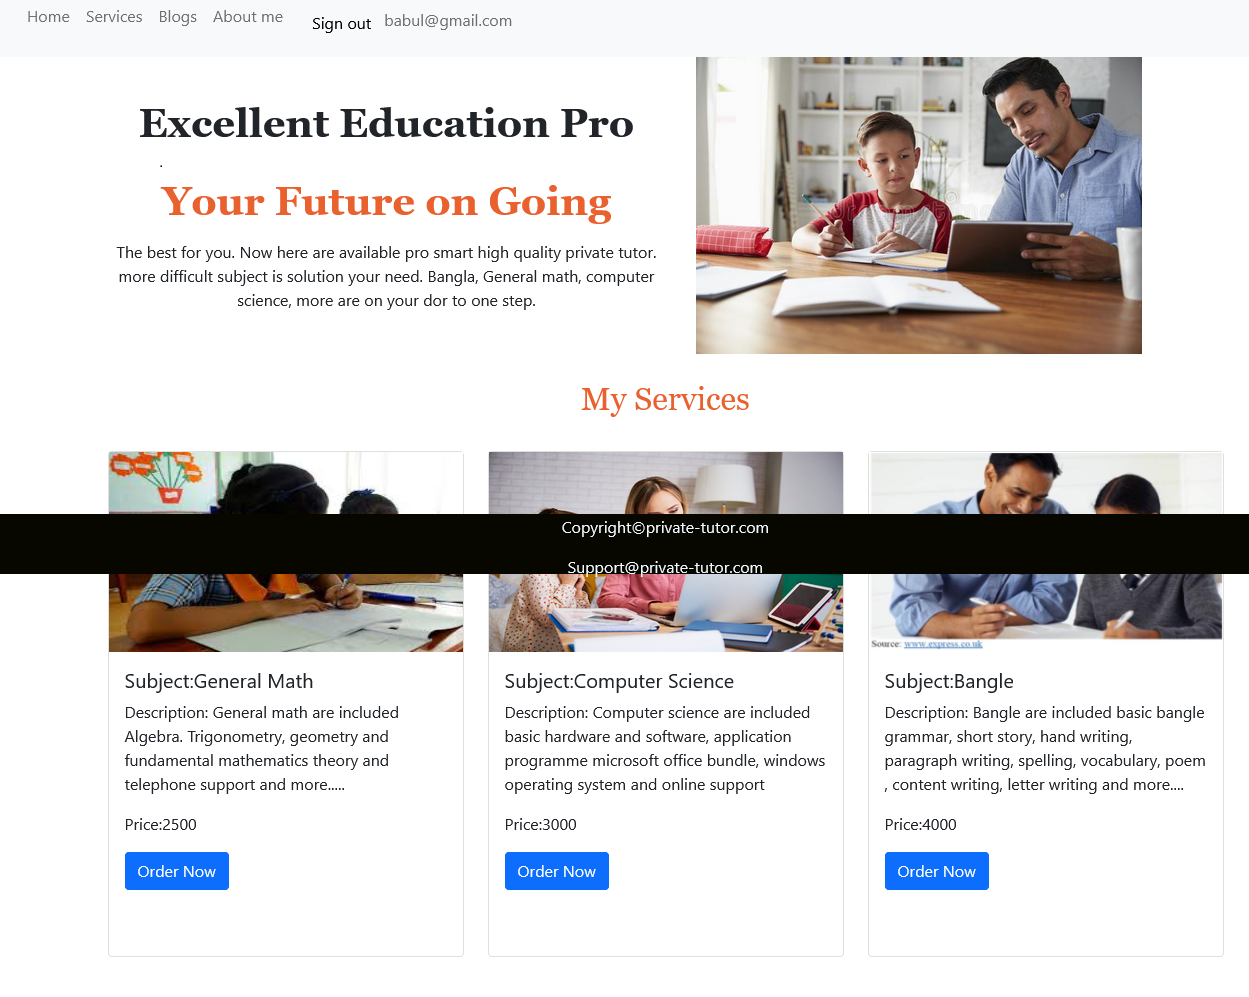 Home Services Blogs About me Sign out babul@gmail.com
Excellent Education Pro
.
Your Future on Going
The best for you. Now here are available pro smart high quality private tutor.
more difficult subject is solution your need. Bangla, General math, computer
science, more are on your dor to one step.
My Services
Copyright©private-tutor.com
Support@private-tutor.com
Source: www.express.co.uk
Subject:General Math
Description: General math are included
Algebra. Trigonometry, geometry and
fundamental mathematics theory and
telephone support and more.....
Price:2500
Order Now
Subject:Computer Science
Description: Computer science are included
basic hardware and software, application
programme microsoft office bundle, windows
operating system and online support
Price:3000
Order Now
Subject:Bangle
Description: Bangle are included basic bangle
grammar, short story, hand writing,
paragraph writing, spelling, vocabulary, poem
, content writing, letter writing and more....
Price:4000
Order Now